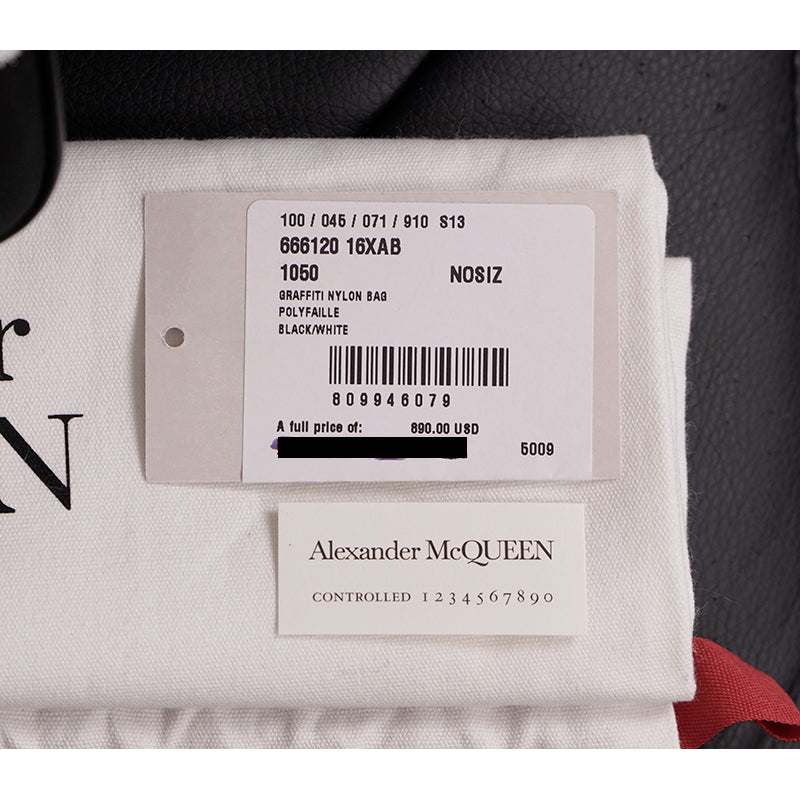 100 / 045 / 071 / 910 S13
666120 16XAB
1050 NOSIZ
GRAFFITI NYLON BAG
POLYFAILLE
BLACK/WHITE
809946079
A full price of: 890.00 USD
5009
r
N
Alexander McQUEEN
CONTROLLED 1234567890